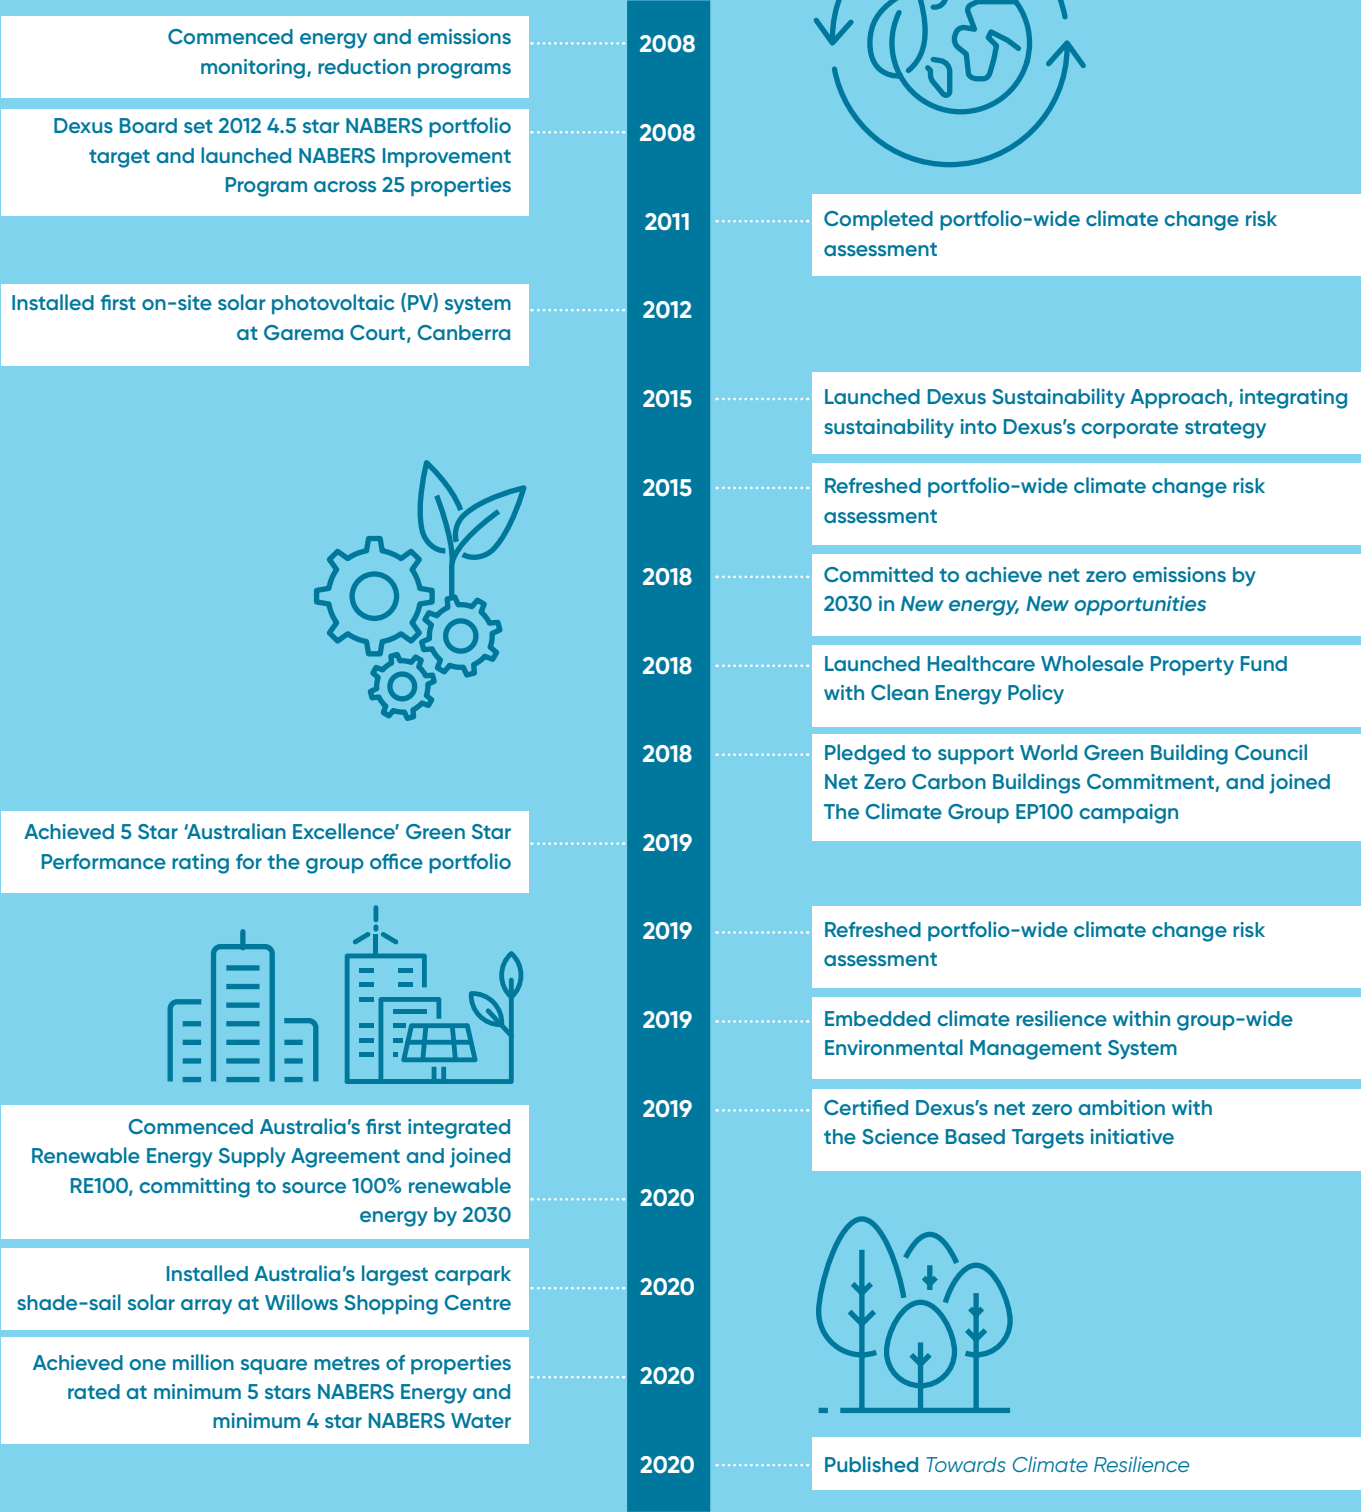 Commenced energy and emissions
monitoring, reduction programs
2008
Dexus Board set 2012 4.5 star NABERS portfolio
target and launched NABERS Improvement
Program across 25 properties
2008
2011
Completed portfolio-wide climate change risk
assessment
Installed first on-site solar photovoltaic (PV) system
at Garema Court, Canberra
2012
2015
Launched Dexus Sustainability Approach, integrating
sustainability into Dexus’s corporate strategy
2015
Refreshed portfolio-wide climate change risk
assessment
2018
Committed to achieve net zero emissions by
2030 in New energy, New opportunities
2018
Launched Healthcare Wholesale Property Fund
with Clean Energy Policy
2018
Pledged to support World Green Building Council
Net Zero Carbon Buildings Commitment, and joined
The Climate Group EP100 campaign
Achieved 5 Star ‘Australian Excellence’ Green Star
Performance rating for the group office portfolio
2019
2019
Refreshed portfolio-wide climate change risk
assessment
2019
Embedded climate resilience within group-wide
Environmental Management System
2019
Certified Dexus’s net zero ambition with
the Science Based Targets initiative
Commenced Australia’s first integrated
Renewable Energy Supply Agreement and joined
RE100, committing to source 100% renewable
energy by 2030
2020
Installed Australia’s largest carpark
shade-sail solar array at Willows Shopping Centre
2020
Achieved one million square metres of properties
rated at minimum 5 stars NABERS Energy and
minimum 4 star NABERS Water
2020
2020
Published Towards Climate Resilience